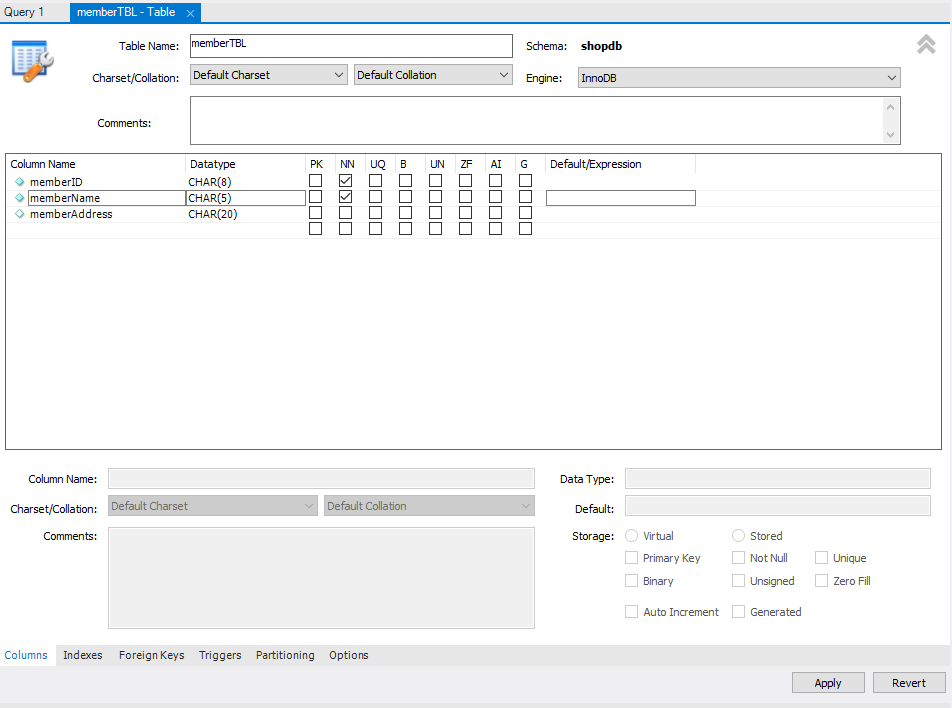 Query 1 memberTBL - Table
Table Name: memberTBL Schema: shopdb
Charset/Collation: Default Charset Default Collation Engine: InnoDB
Comments:
Column Name Datatype PK NN UQ B UN ZF AI G Default/Expression
memberID CHAR(8)
memberName CHAR(5)
memberAddress CHAR(20)
Column Name: Data Type:
Charset/Collation: Default Charset Default Collation Default:
Comments: Storage: Virtual Stored
Primary Key Not Null Unique
Binary Unsigned Zero Fill
Auto Increment Generated
Columns Indexes Foreign Keys Triggers Partitioning Options
Apply Revert